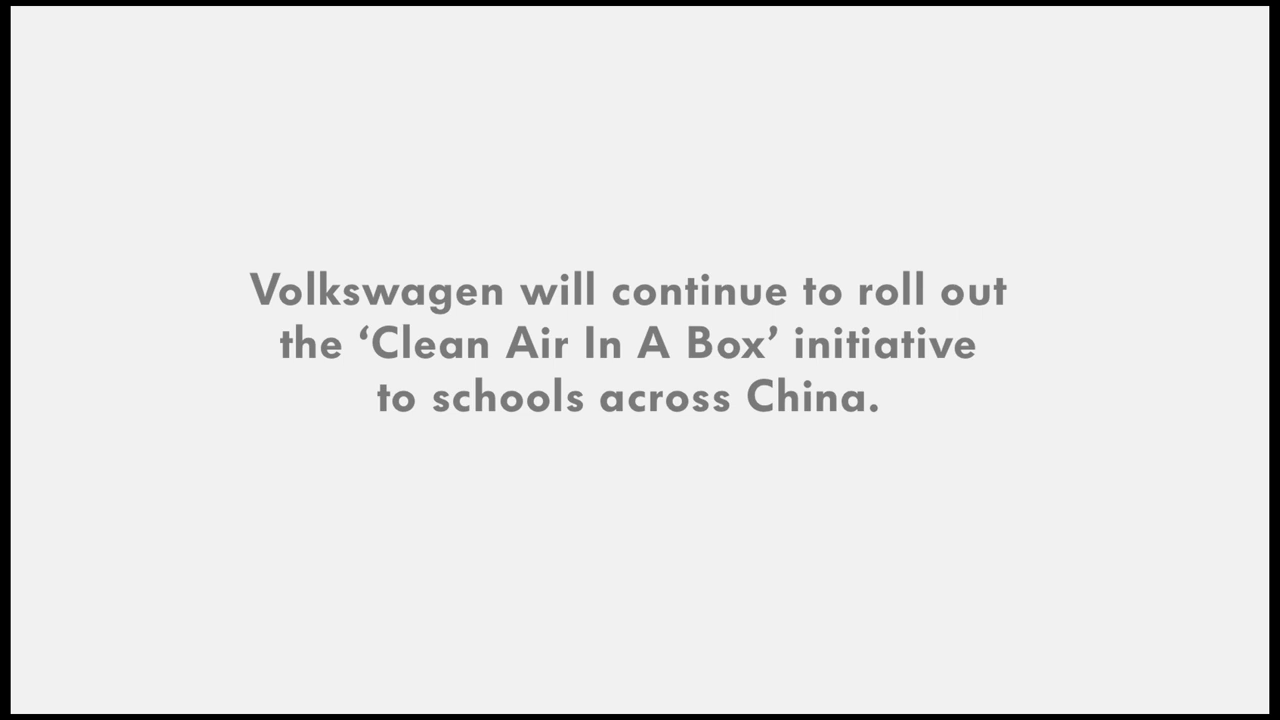 Volkswagen will continue to roll out
the ‘Clean Air In A Box’ initiative
to schools across China.